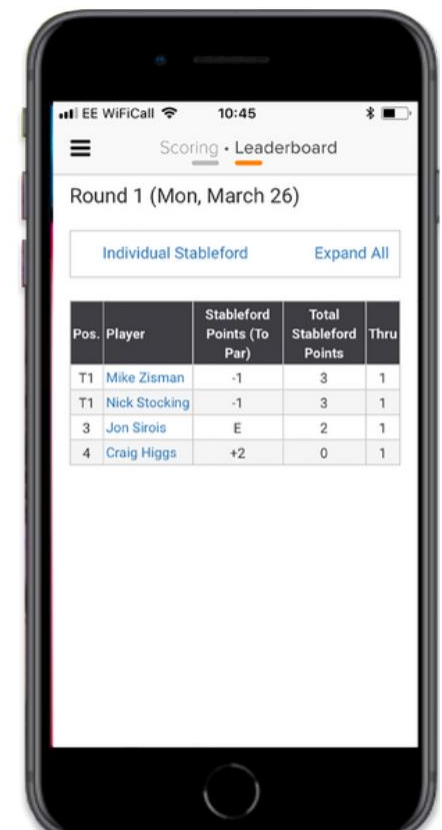 EE WiFiCall 10:45
Scoring • Leaderboard
Round 1 (Mon, March 26)
Individual Stableford Expand All
Pos. Player Stableford Points (To Par) Total Stableford Points Thru
T1 Mike Zisman -1 3 1
T1 Nick Stocking -1 3 1
3 Jon Sirois E 2 1
4 Craig Higgs +2 0 1